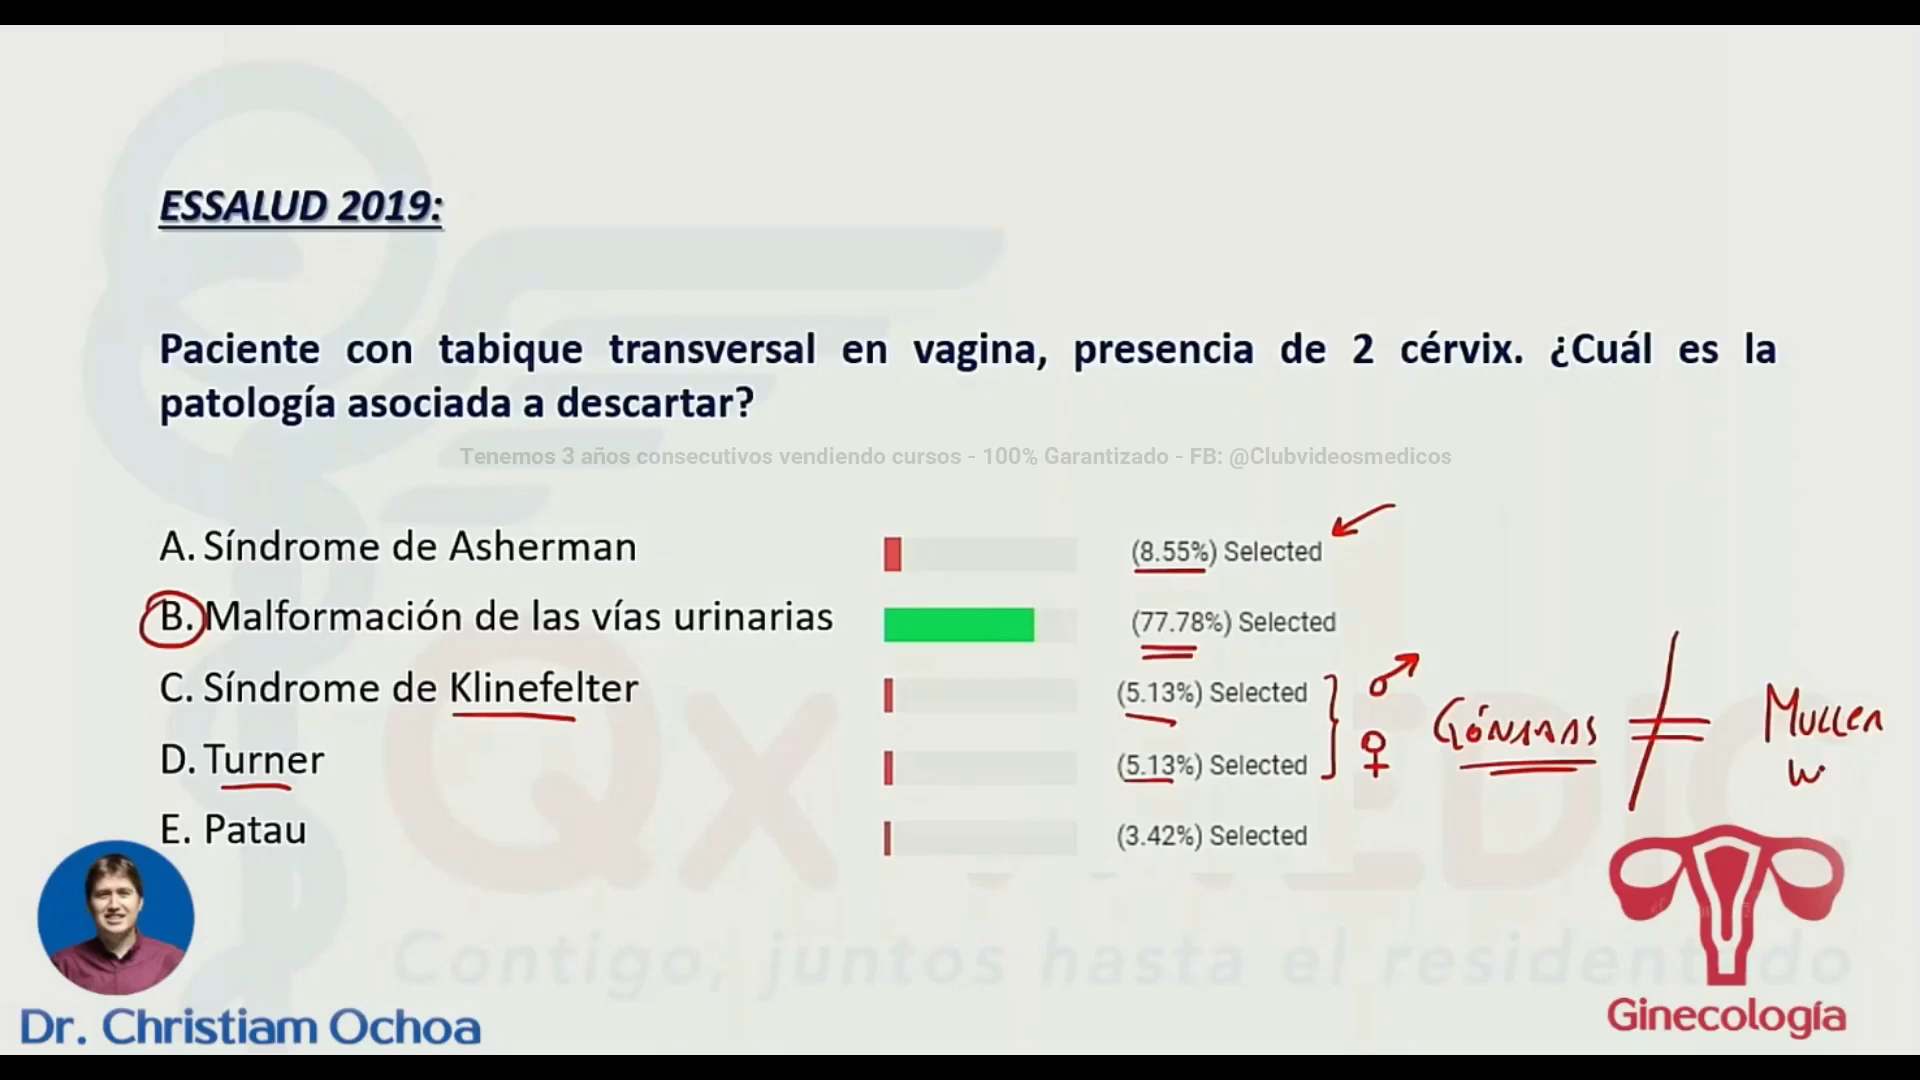 ESSALUD 2019:
Paciente con tabique transversal en vagina, presencia de 2 cérvix. ¿Cuál es la
patología asociada a descartar?
Tenemos 3 años consecutivos vendiendo cursos - 100% Garantizado - FB: @Clubvideosmedicos
A. Síndrome de Asherman (8.55%) Selected
B. Malformación de las vías urinarias (77.78%) Selected
C. Síndrome de Klinefelter (5.13%) Selected
D. Turner (5.13%) Selected
E. Patau (3.42%) Selected
♂
♀
GÓNADAS ≠ MULLER
W
Contigo, juntos hasta el residentado
Dr. Christiam Ochoa
Ginecología